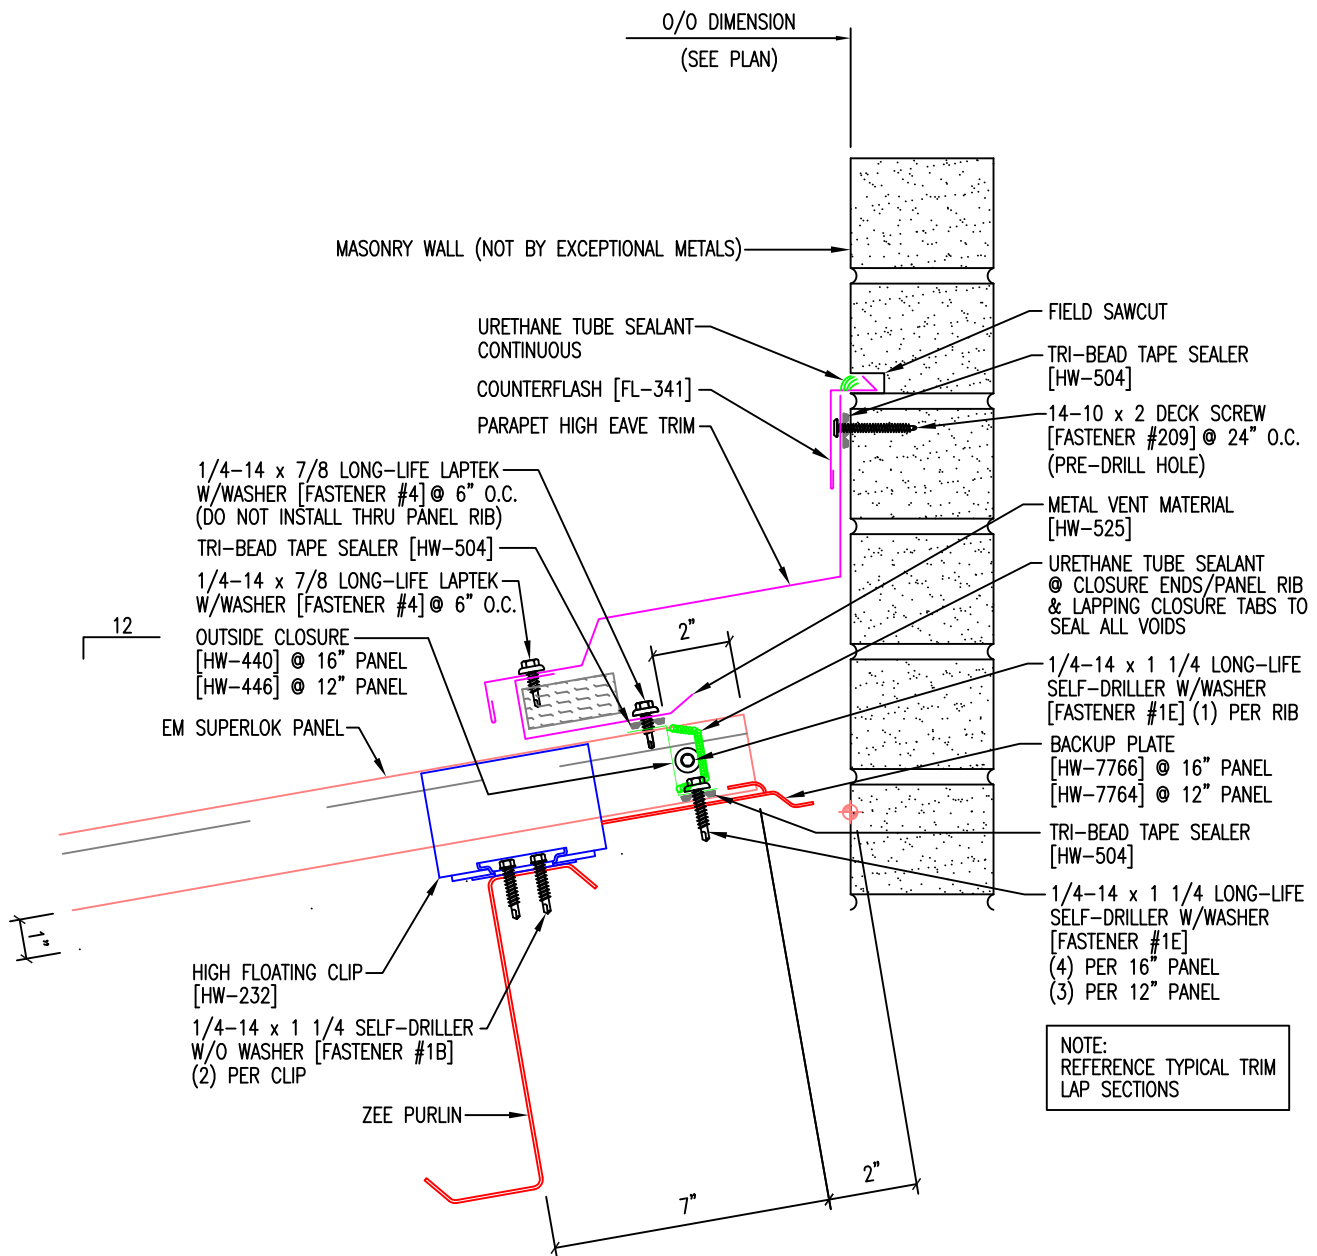 O/O DIMENSION
(SEE PLAN)
MASONRY WALL (NOT BY EXCEPTIONAL METALS)
URETHANE TUBE SEALANT
CONTINUOUS
COUNTERFLASH [FL-341]
PARAPET HIGH EAVE TRIM
1/4-14 x 7/8 LONG-LIFE LAPTEK
W/WASHER [FASTENER #4] @ 6" O.C.
(DO NOT INSTALL THRU PANEL RIB)
TRI-BEAD TAPE SEALER [HW-504]
1/4-14 x 7/8 LONG-LIFE LAPTEK
W/WASHER [FASTENER #4] @ 6" O.C.
OUTSIDE CLOSURE
[HW-440] @ 16" PANEL
[HW-446] @ 12" PANEL
EM SUPERLOK PANEL
12
1"
HIGH FLOATING CLIP
[HW-232]
1/4-14 x 1 1/4 SELF-DRILLER
W/O WASHER [FASTENER #1B]
(2) PER CLIP
ZEE PURLIN
2"
7"
2"
FIELD SAWCUT
TRI-BEAD TAPE SEALER
[HW-504]
14-10 x 2 DECK SCREW
[FASTENER #209] @ 24" O.C.
(PRE-DRILL HOLE)
METAL VENT MATERIAL
[HW-525]
URETHANE TUBE SEALANT
@ CLOSURE ENDS/PANEL RIB
& LAPPING CLOSURE TABS TO
SEAL ALL VOIDS
1/4-14 x 1 1/4 LONG-LIFE
SELF-DRILLER W/WASHER
[FASTENER #1E] (1) PER RIB
BACKUP PLATE
[HW-7766] @ 16" PANEL
[HW-7764] @ 12" PANEL
TRI-BEAD TAPE SEALER
[HW-504]
1/4-14 x 1 1/4 LONG-LIFE
SELF-DRILLER W/WASHER
[FASTENER #1E]
(4) PER 16" PANEL
(3) PER 12" PANEL
NOTE:
REFERENCE TYPICAL TRIM
LAP SECTIONS